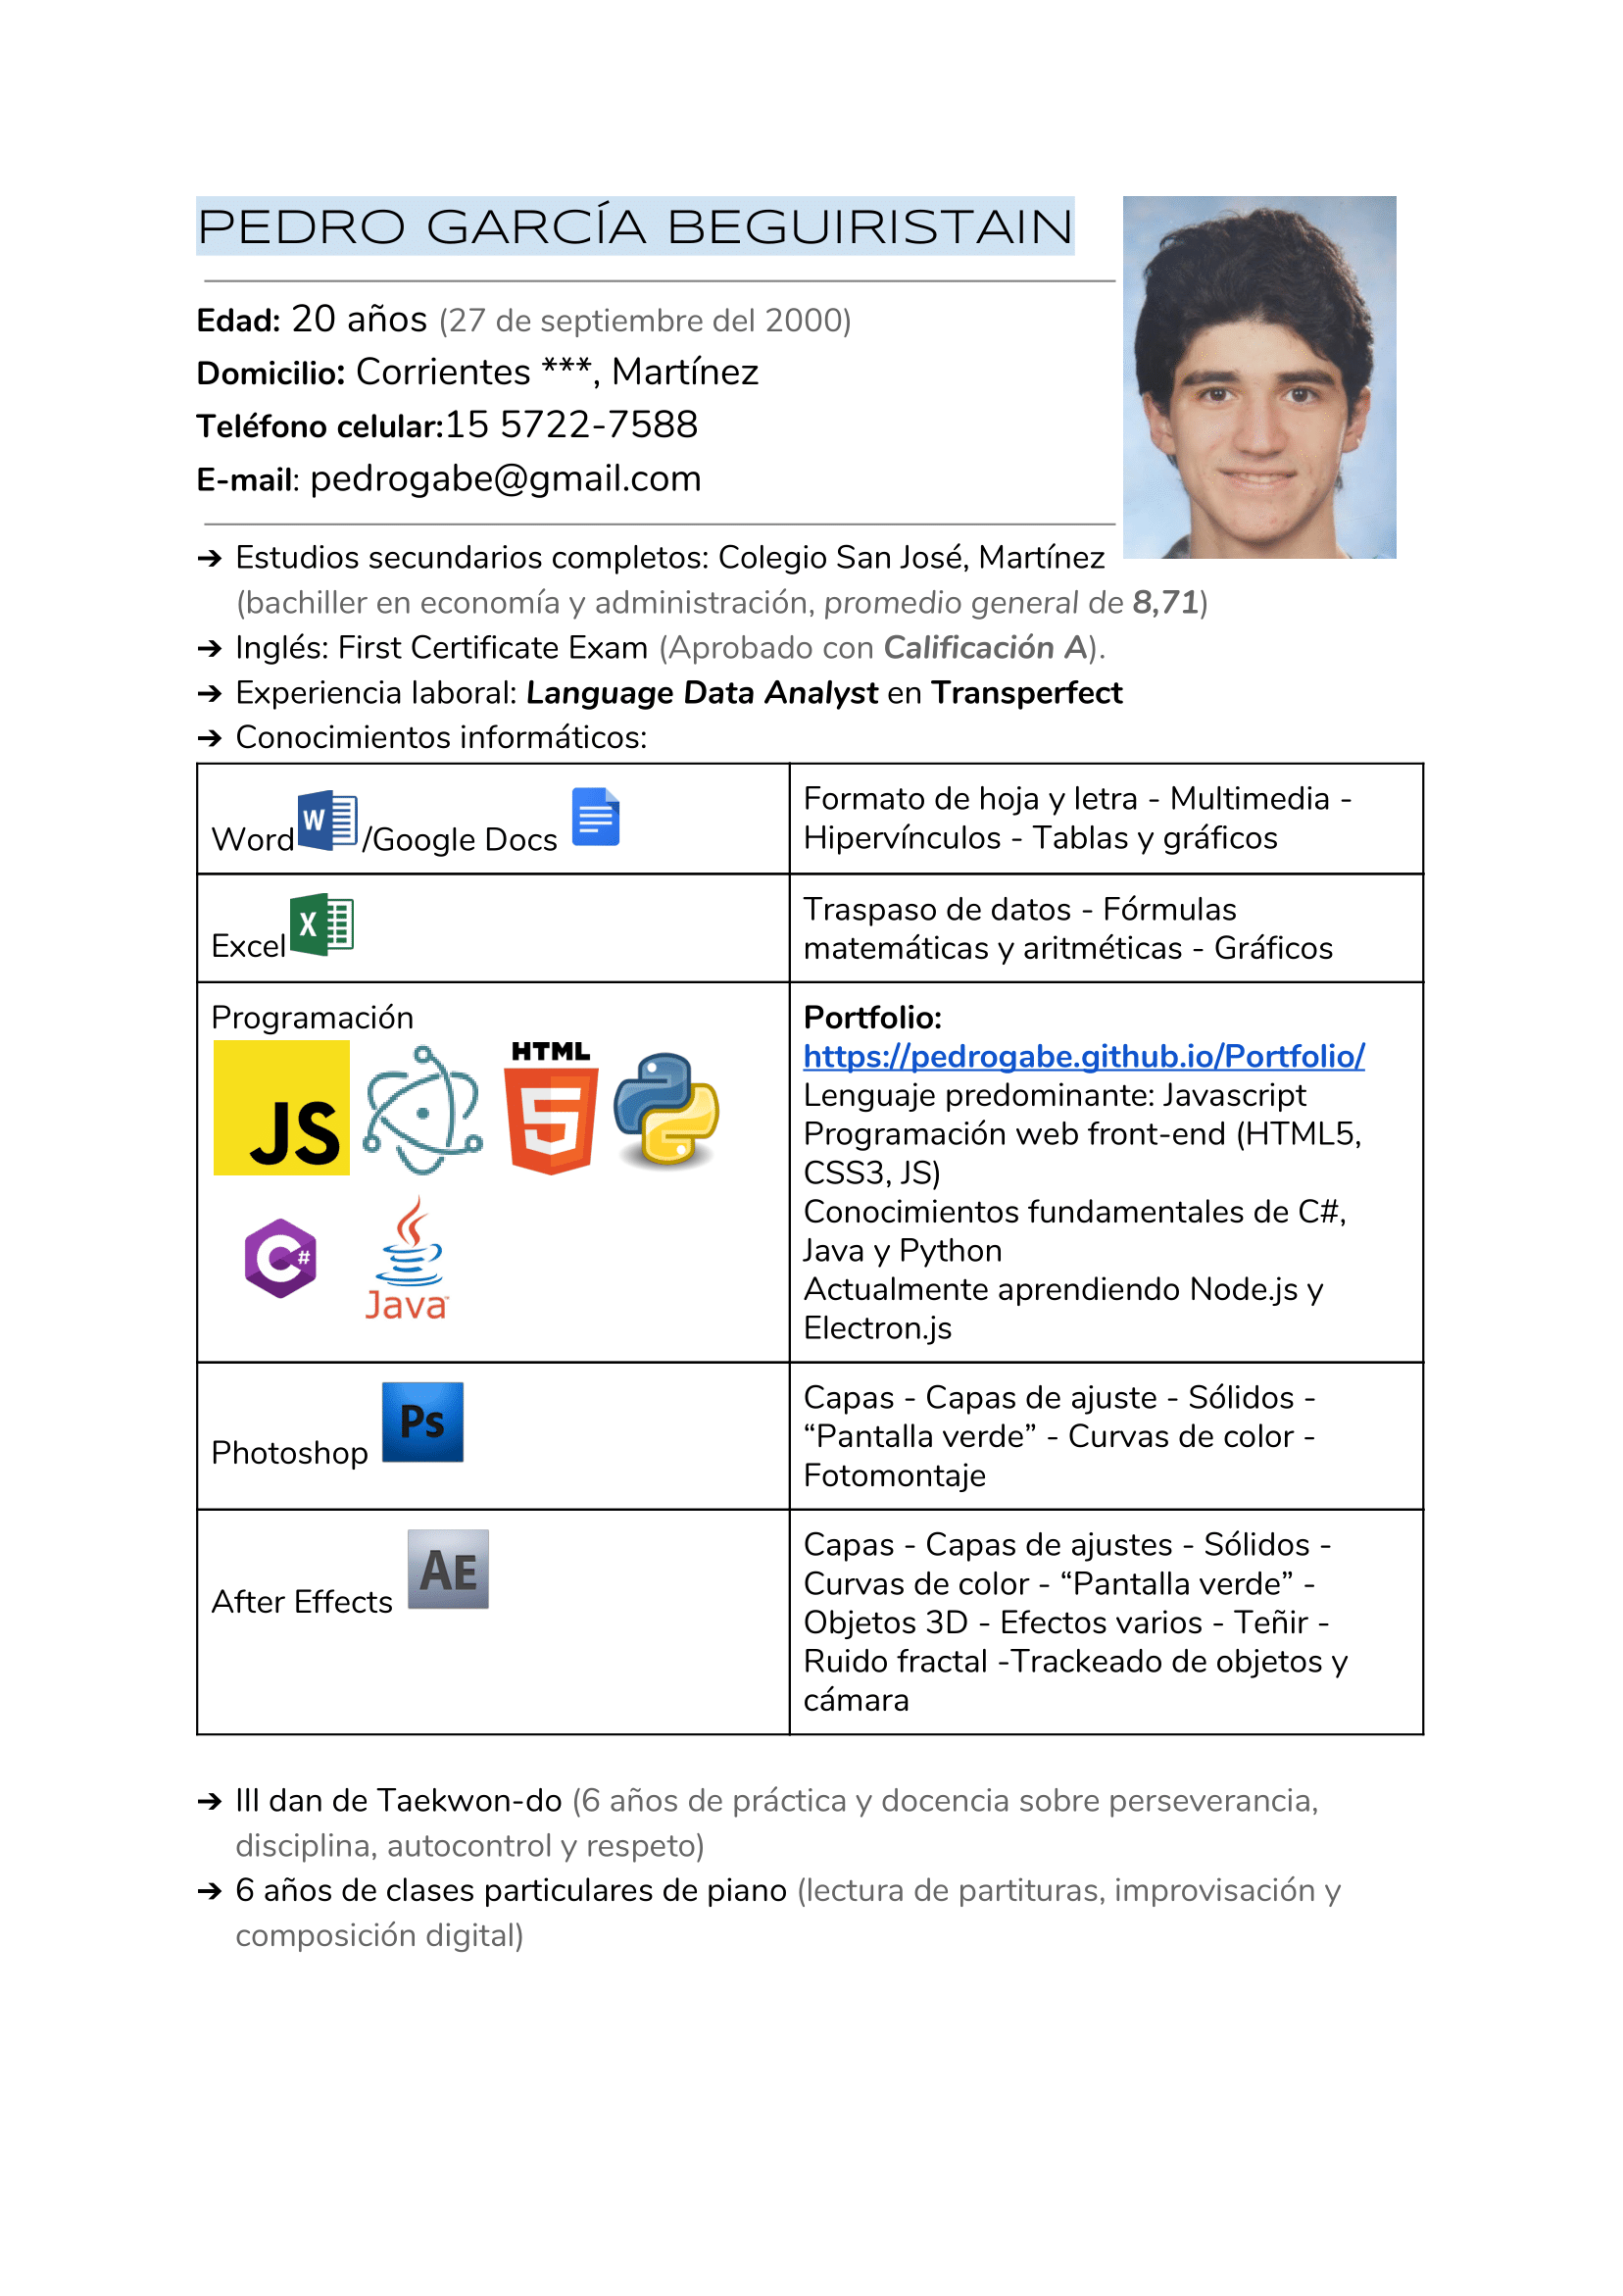 PEDRO GARCÍA BEGUIRISTAIN
Edad: 20 años (27 de septiembre del 2000)
Domicilio: Corrientes ***, Martínez
Teléfono celular:15 5722-7588
E-mail: pedrogabe@gmail.com
➔ Estudios secundarios completos: Colegio San José, Martínez
(bachiller en economía y administración, promedio general de 8,71)
➔ Inglés: First Certificate Exam (Aprobado con Calificación A).
➔ Experiencia laboral: Language Data Analyst en Transperfect
➔ Conocimientos informáticos:
Word W /Google Docs
Formato de hoja y letra - Multimedia -
Hipervínculos - Tablas y gráficos
Excel X
Traspaso de datos - Fórmulas
matemáticas y aritméticas - Gráficos
Programación
JS
HTML
5
C#
Java™
Portfolio:
https://pedrogabe.github.io/Portfolio/
Lenguaje predominante: Javascript
Programación web front-end (HTML5,
CSS3, JS)
Conocimientos fundamentales de C#,
Java y Python
Actualmente aprendiendo Node.js y
Electron.js
Photoshop Ps
Capas - Capas de ajuste - Sólidos -
“Pantalla verde” - Curvas de color -
Fotomontaje
After Effects AE
Capas - Capas de ajustes - Sólidos -
Curvas de color - “Pantalla verde” -
Objetos 3D - Efectos varios - Teñir -
Ruido fractal -Trackeado de objetos y
cámara
➔ III dan de Taekwon-do (6 años de práctica y docencia sobre perseverancia,
disciplina, autocontrol y respeto)
➔ 6 años de clases particulares de piano (lectura de partituras, improvisación y
composición digital)